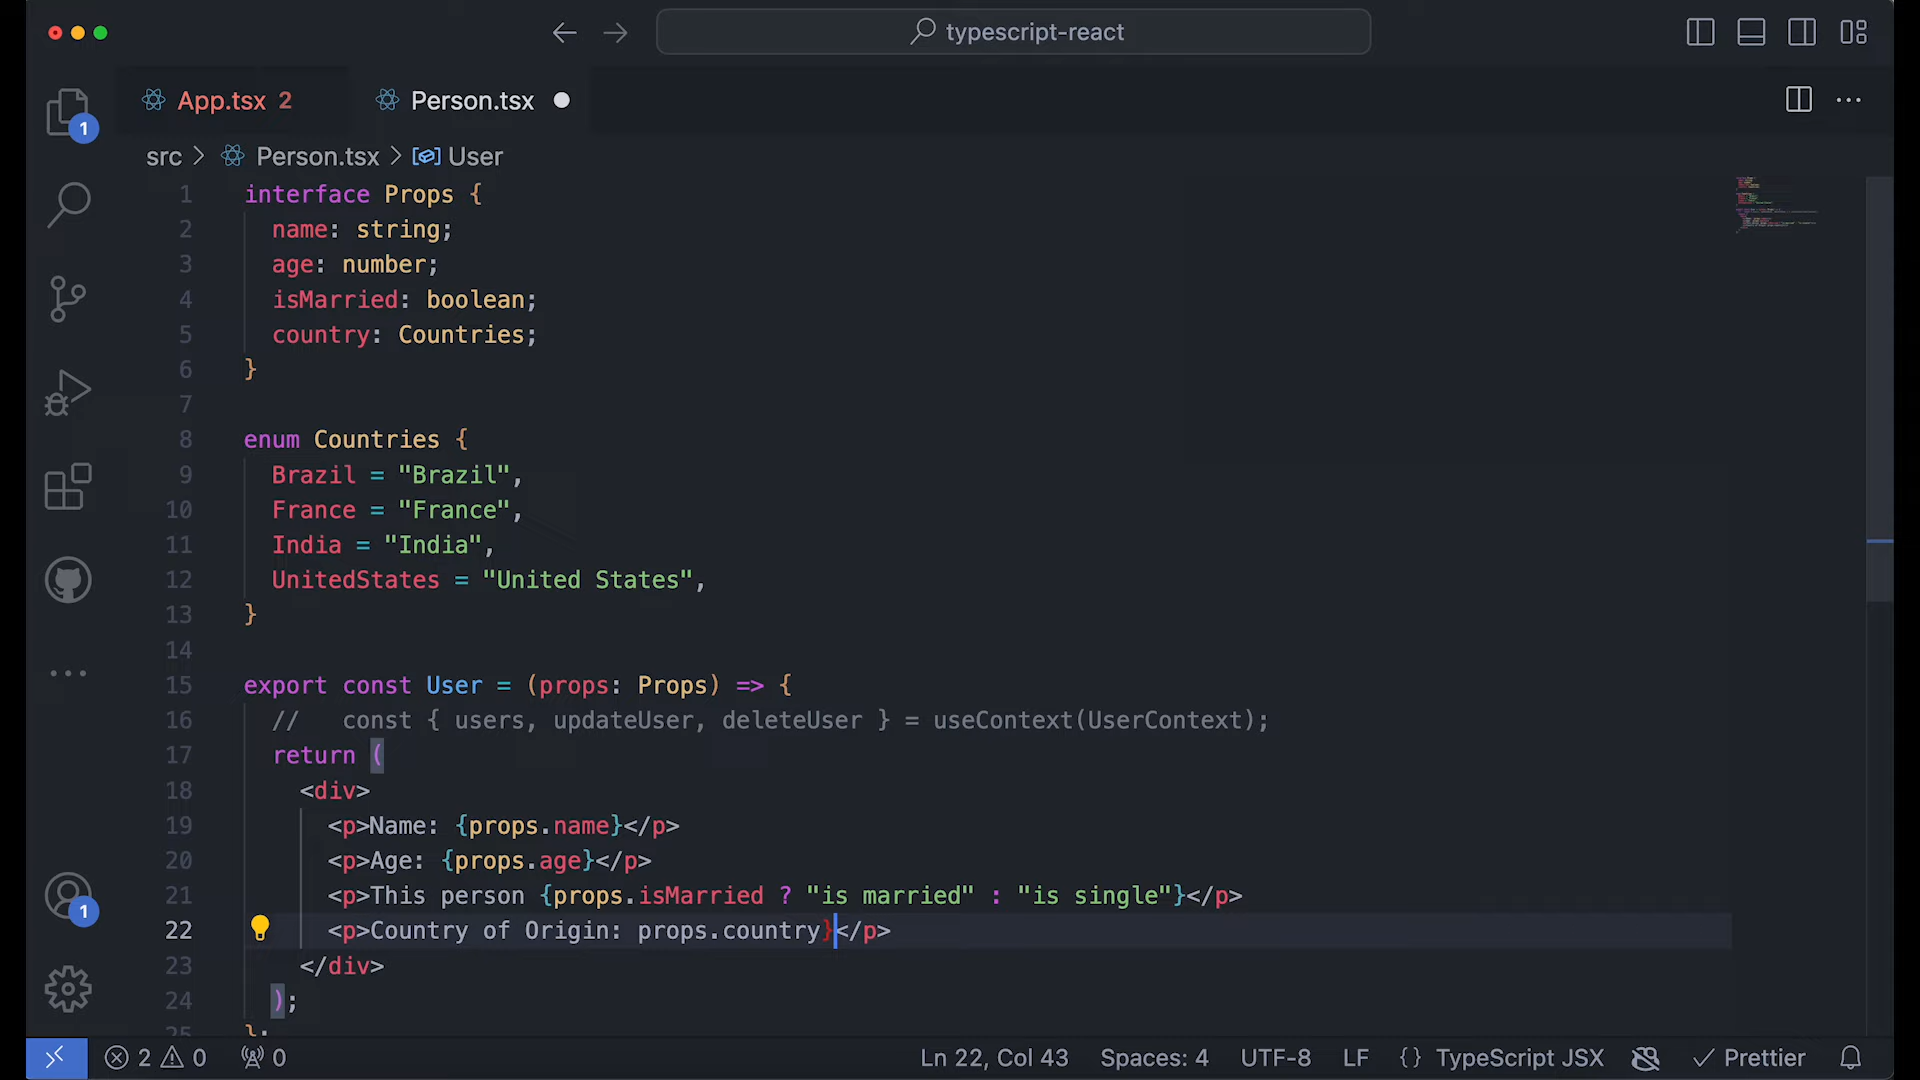 typescript-react
App.tsx 2
Person.tsx
src > Person.tsx > User
1 interface Props {
2 name: string;
3 age: number;
4 isMarried: boolean;
5 country: Countries;
6 }
7
8 enum Countries {
9 Brazil = "Brazil",
10 France = "France",
11 India = "India",
12 UnitedStates = "United States",
13 }
14
15 export const User = (props: Props) => {
16 // const { users, updateUser, deleteUser } = useContext(UserContext);
17 return (
18 <div>
19 <p>Name: {props.name}</p>
20 <p>Age: {props.age}</p>
21 <p>This person {props.isMarried ? "is married" : "is single"}</p>
22 <p>Country of Origin: props.country}</p>
23 </div>
24 );
25 };
1
1
2 0 0 Ln 22, Col 43 Spaces: 4 UTF-8 LF {} TypeScript JSX Prettier